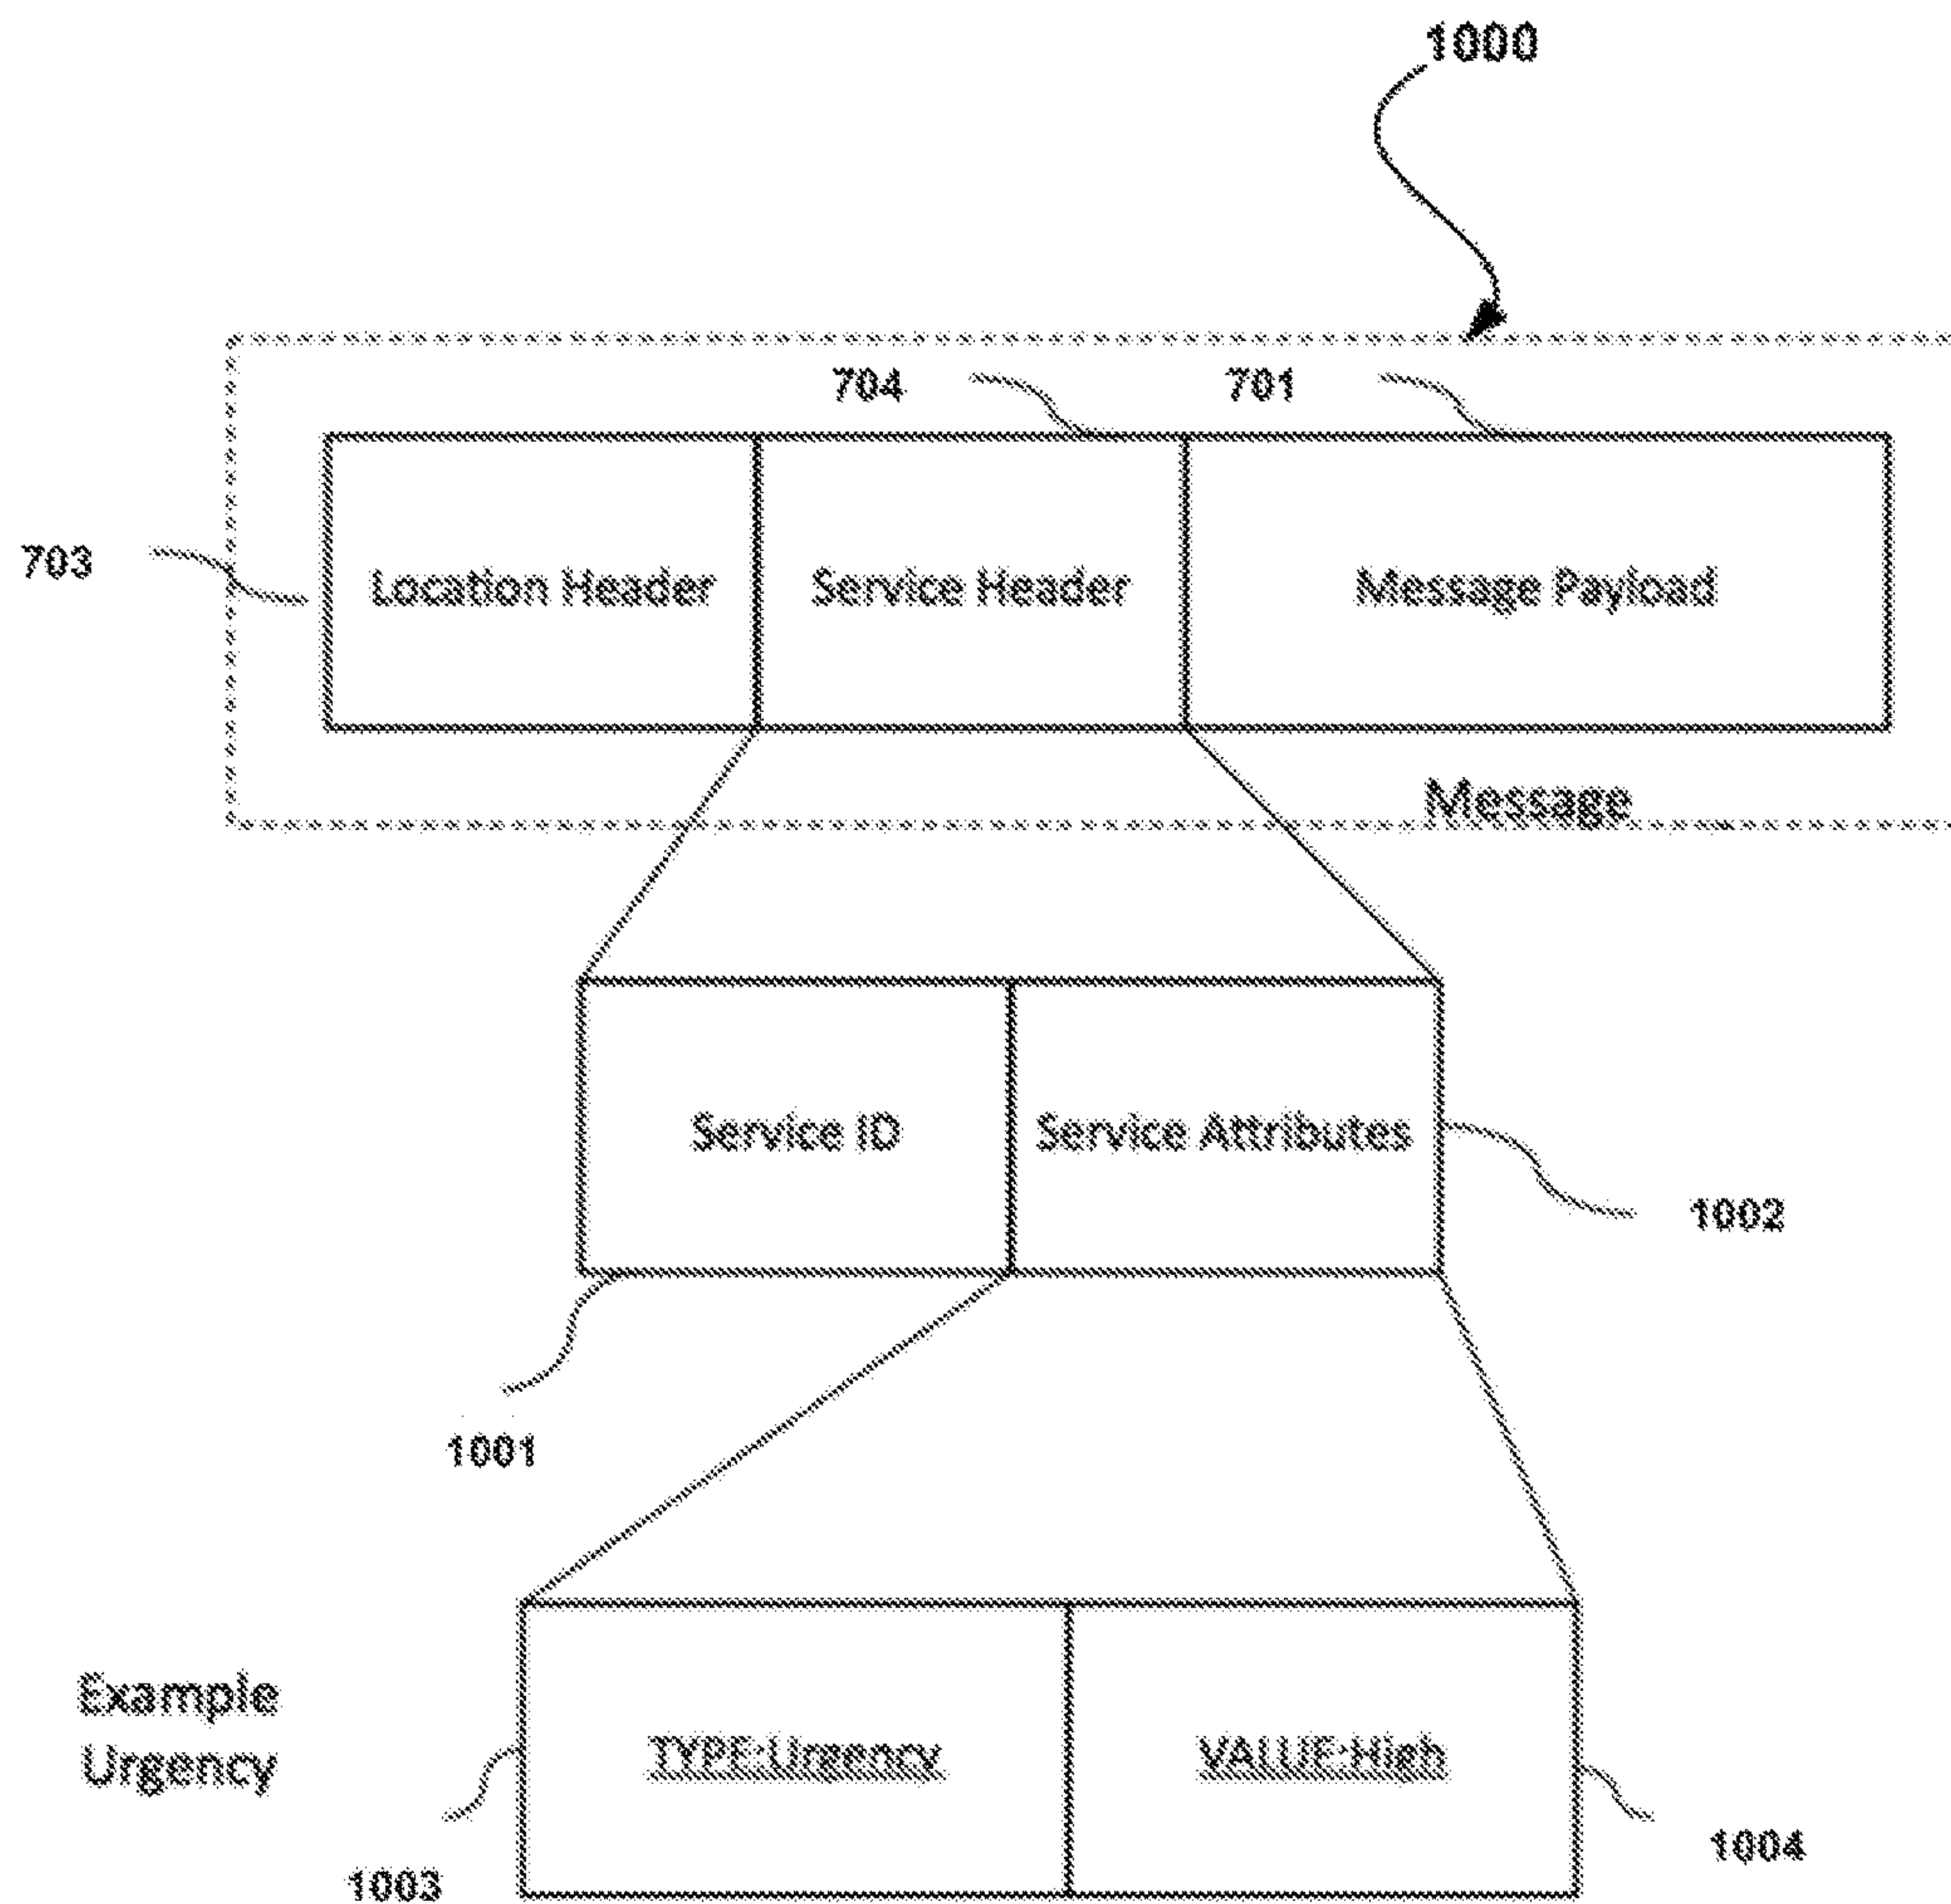 1000
704 701
703
Location Header Service Header Message Payload
Message
Service ID Service Attributes
1002
1001
Example
Urgency
TYPE:Urgency VALUE:High
1003
1004